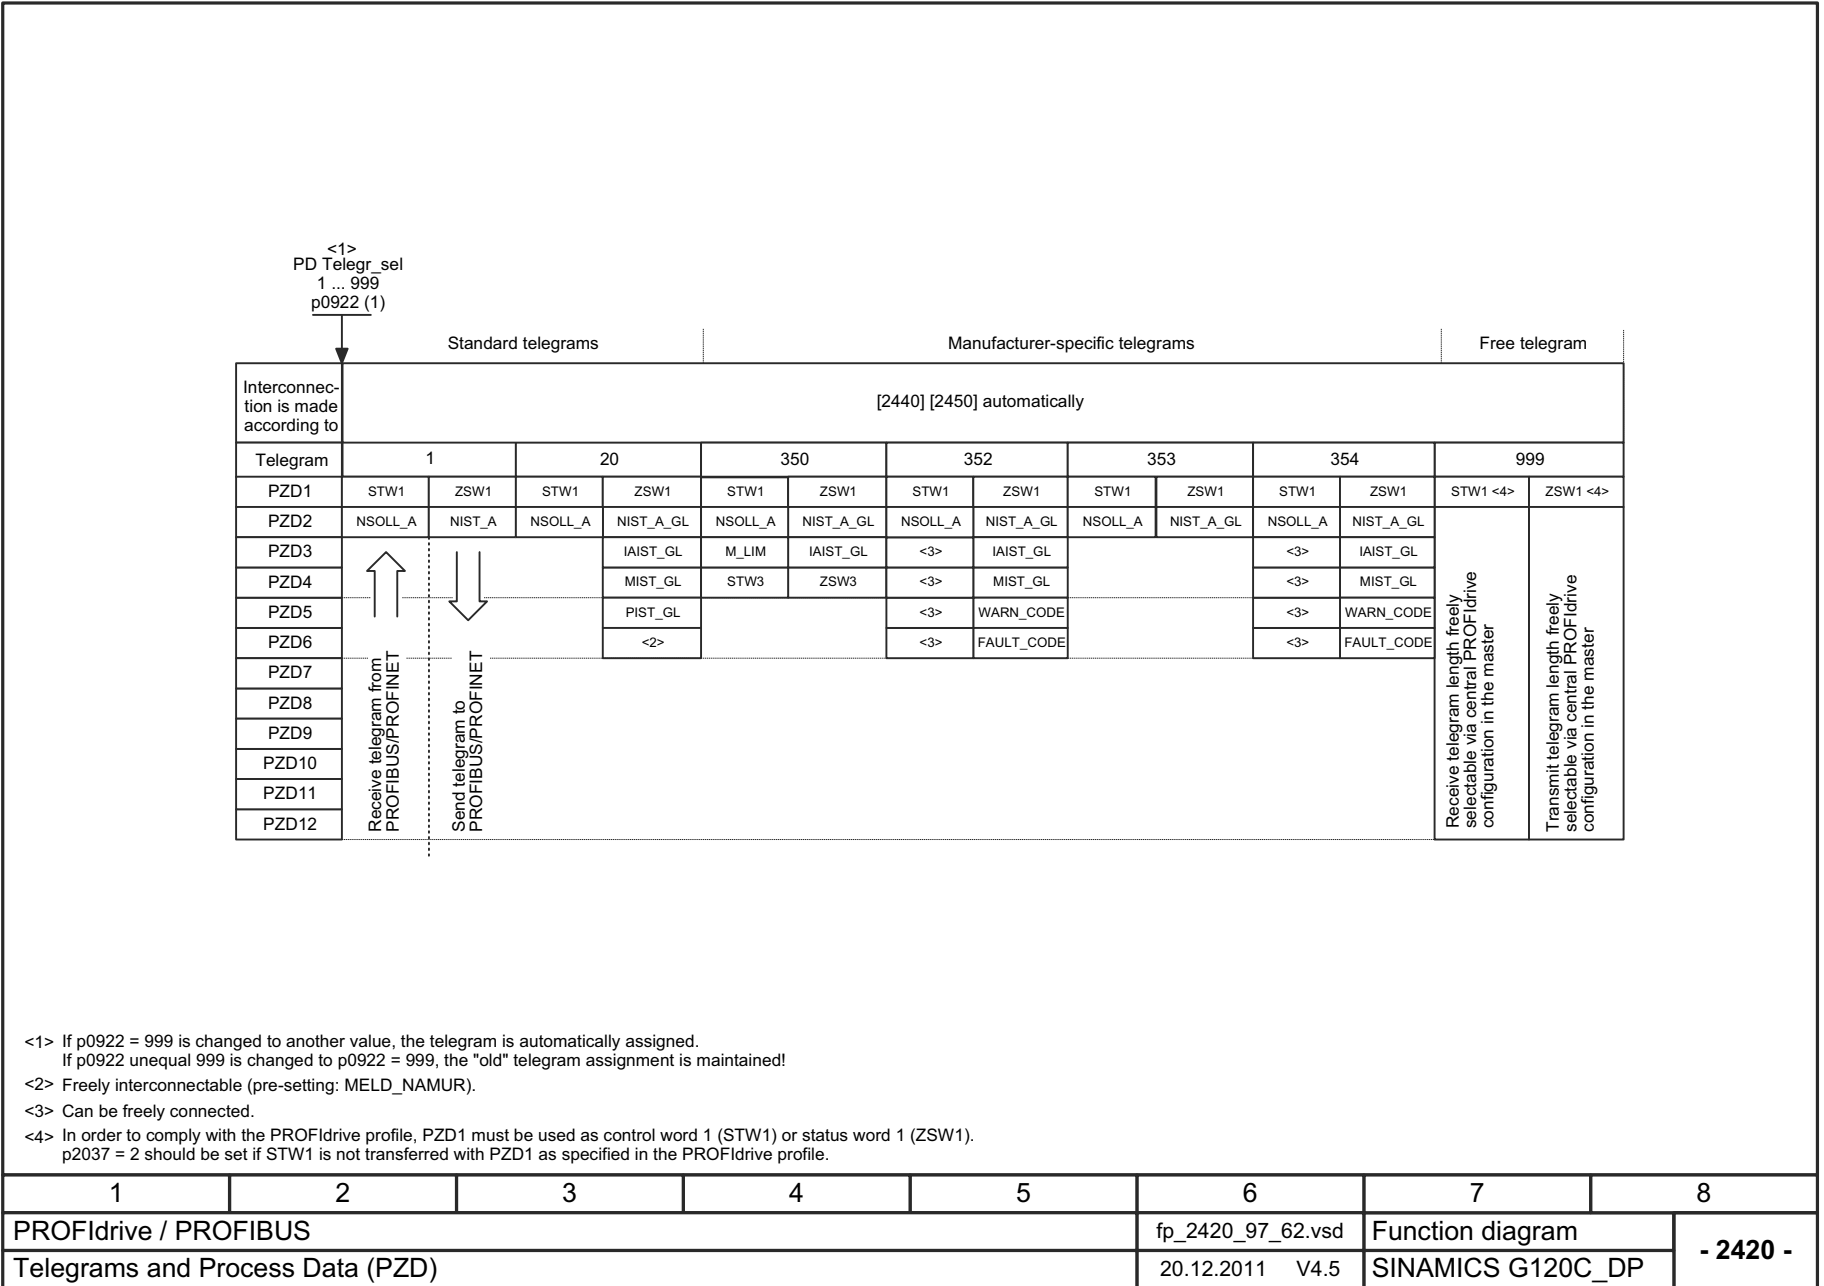 <1>
PD Telegr_sel
1 ... 999
p0922 (1)
Standard telegrams
Manufacturer-specific telegrams
Free telegram
Interconnec-
tion is made
according to
[2440] [2450] automatically
Telegram 1 20 350 352 353 354 999
PZD1 STW1 ZSW1 STW1 ZSW1 STW1 ZSW1 STW1 ZSW1 STW1 ZSW1 STW1 ZSW1 STW1 <4> ZSW1 <4>
PZD2 NSOLL_A NIST_A NSOLL_A NIST_A_GL NSOLL_A NIST_A_GL NSOLL_A NIST_A_GL NSOLL_A NIST_A_GL NSOLL_A NIST_A_GL
PZD3 IAIST_GL M_LIM IAIST_GL <3> IAIST_GL <3> IAIST_GL
PZD4 MIST_GL STW3 ZSW3 <3> MIST_GL <3> MIST_GL
PZD5 PIST_GL <3> WARN_CODE <3> WARN_CODE
PZD6 <2> <3> FAULT_CODE <3> FAULT_CODE
PZD7
PZD8
PZD9
PZD10
PZD11
PZD12
Receive telegram from
PROFIBUS/PROFINET
Send telegram to
PROFIBUS/PROFINET
Receive telegram length freely
selectable via central PROFIdrive
configuration in the master
Transmit telegram length freely
selectable via central PROFIdrive
configuration in the master
<1> If p0922 = 999 is changed to another value, the telegram is automatically assigned.
If p0922 unequal 999 is changed to p0922 = 999, the "old" telegram assignment is maintained!
<2> Freely interconnectable (pre-setting: MELD_NAMUR).
<3> Can be freely connected.
<4> In order to comply with the PROFIdrive profile, PZD1 must be used as control word 1 (STW1) or status word 1 (ZSW1).
p2037 = 2 should be set if STW1 is not transferred with PZD1 as specified in the PROFIdrive profile.
1 2 3 4 5 6 7 8
PROFIdrive / PROFIBUS fp_2420_97_62.vsd Function diagram
- 2420 -
Telegrams and Process Data (PZD) 20.12.2011 V4.5 SINAMICS G120C_DP